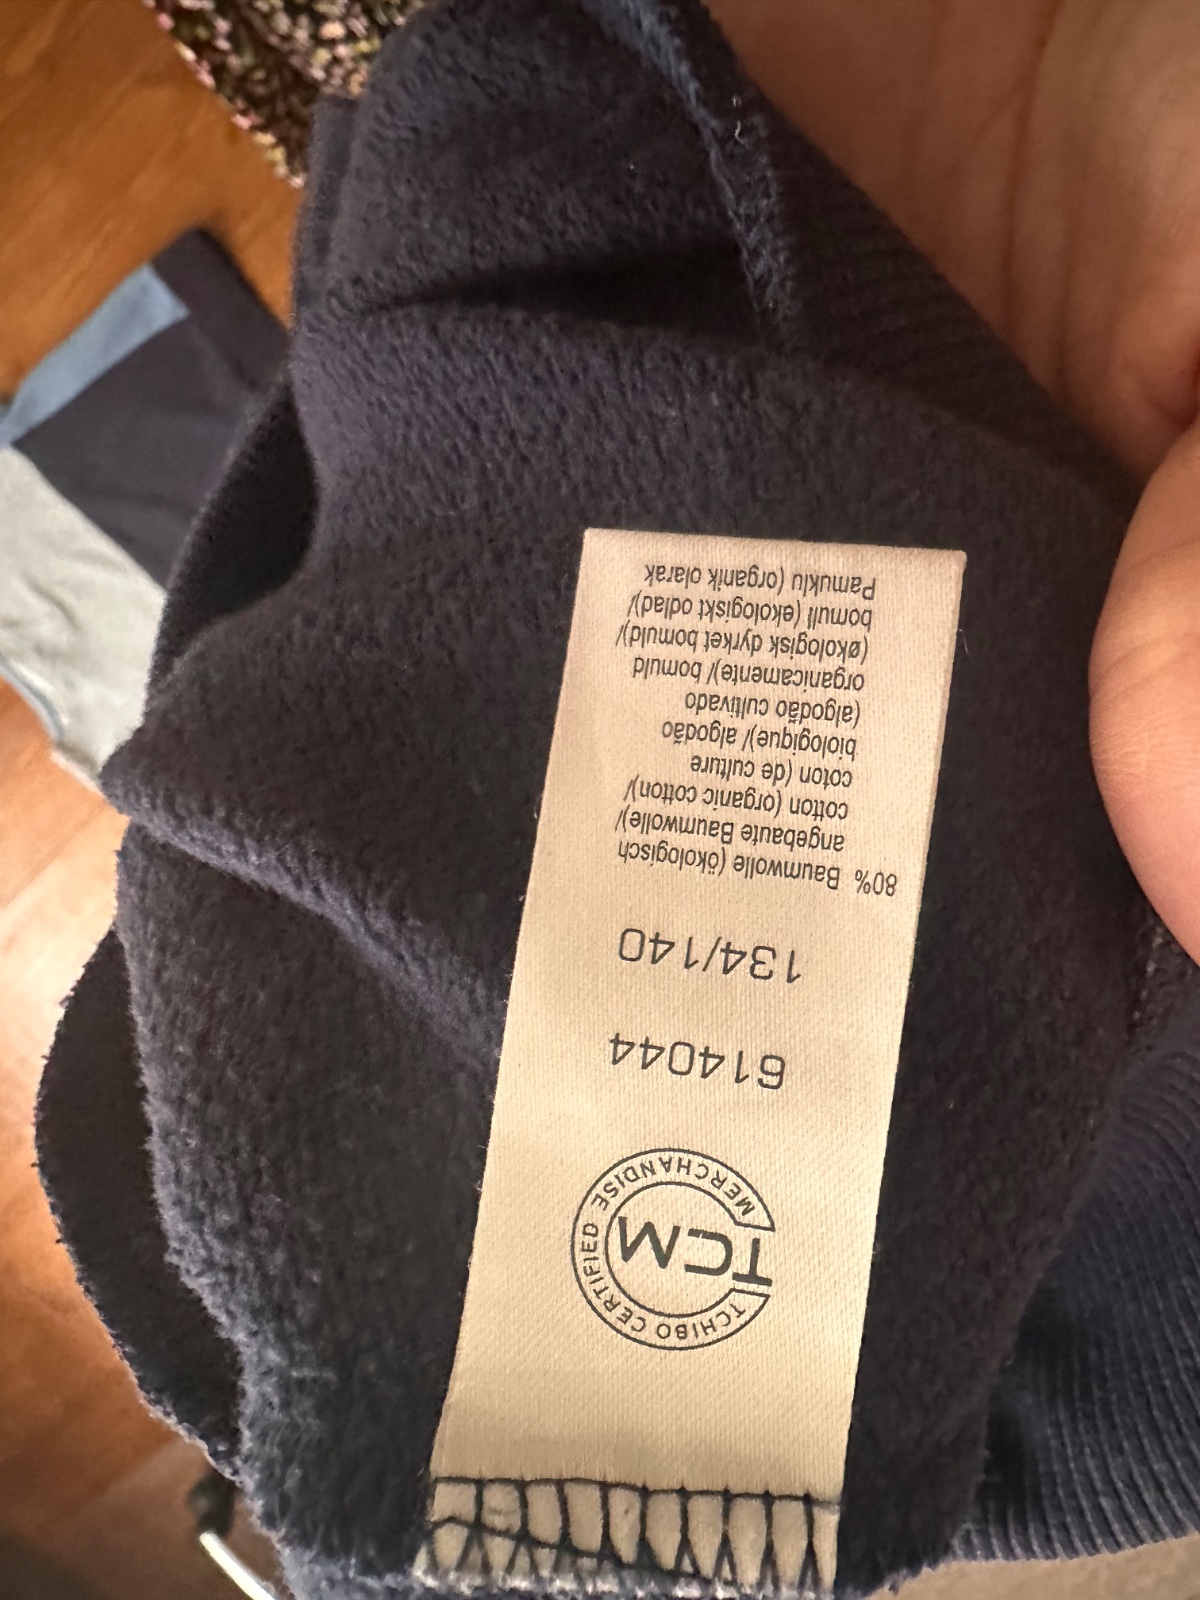 TCHIBO CERTIFIED MERCHANDISE
TCM
614044
134/140
80% Baumwolle (ökologisch
angebaute Baumwolle)/
cotton (organic cotton)/
coton (de culture
biologique)/ algodão
(algodão cultivado
organicamente)/ bomuld
(økologisk dyrket bomuld)/
bomull (ekologiskt odlad)/
Pamuklu (organik olarak